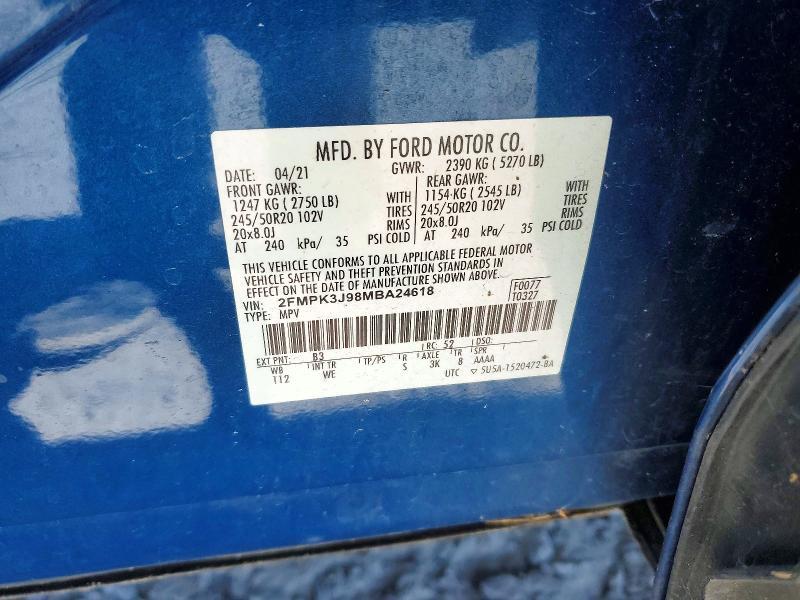 MFD. BY FORD MOTOR CO.
DATE: 04/21 GVWR: 2390 KG ( 5270 LB)
FRONT GAWR: REAR GAWR:
1247 KG ( 2750 LB) WITH 1154 KG ( 2545 LB) WITH
245/50R20 102V TIRES 245/50R20 102V TIRES
20x8.0J RIMS 20x8.0J RIMS
AT 240 kPa/ 35 PSI COLD AT 240 kPa/ 35 PSI COLD
THIS VEHICLE CONFORMS TO ALL APPLICABLE FEDERAL MOTOR
VEHICLE SAFETY AND THEFT PREVENTION STANDARDS IN
EFFECT ON THE DATE OF MANUFACTURE SHOWN ABOVE.
VIN: 2FMPK3J98MBA24618 F0077
TYPE: MPV T0327
EXT PNT: B3 RC: 52 DSO:
WB INT TR TP/PS R AXLE TR SPR
112 WE S 3K 8 AAAA
UTC ▽ 5U5A-1520472-BA